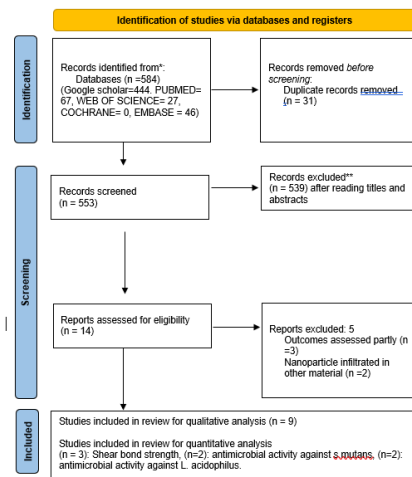 Identification of studies via databases and registers
Identification
Records identified from*:
Databases (n =584)
(Google scholar=444. PUBMED=
67, WEB OF SCIENCE= 27,
COCHRANE= 0, EMBASE = 46)
Records removed before
screening:
Duplicate records removed
(n = 31)
Screening
Records screened
(n = 553)
Records excluded**
(n = 539) after reading titles and
abstracts
Reports assessed for eligibility
(n = 14)
Reports excluded: 5
Outcomes assessed partly (n
=3)
Nanoparticle infiltrated in
other material (n =2)
Included
Studies included in review for qualitative analysis (n = 9)
Studies included in review for quantitative analysis
(n = 3): Shear bond strength, (n=2): antimicrobial activity against s.mutans, (n=2):
antimicrobial activity against L. acidophilus.